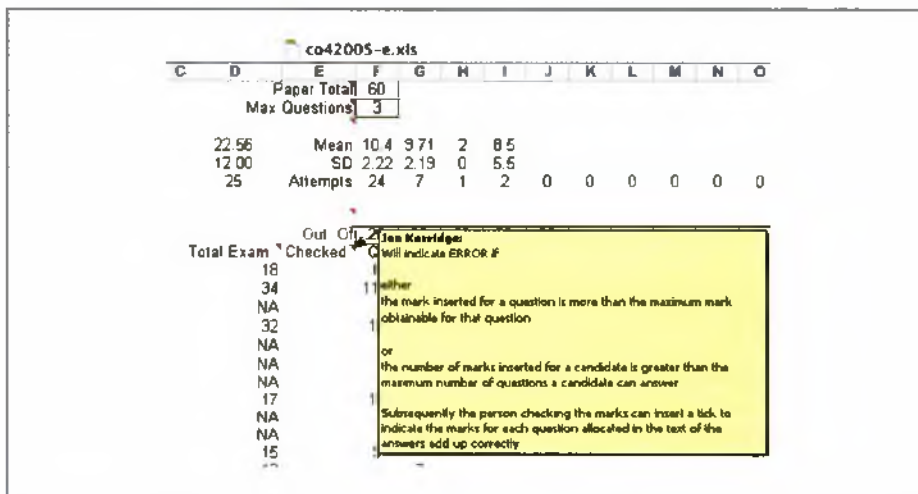 co42005-e.xls
C D E F G H I J K L M N O
Paper Total 60
Max Questions 3
22.56 Mean 10.4 9.71 2 8.5
12.00 SD 2.22 2.19 0 5.5
25 Attempts 24 7 1 2 0 0 0 0 0 0
Out Of
Total Exam Checked
18
34 11
NA
32 1
NA
NA
NA
17 1
NA
NA
15
Jon Kerridge:
Will indicate ERROR if
either
the mark inserted for a question is more than the maximum mark
obtainable for that question
or
the number of marks inserted for a candidate is greater than the
maximum number of questions a candidate can answer
Subsequently the person checking the marks can insert a tick to
indicate the marks for each question allocated in the text of the
answers add up correctly